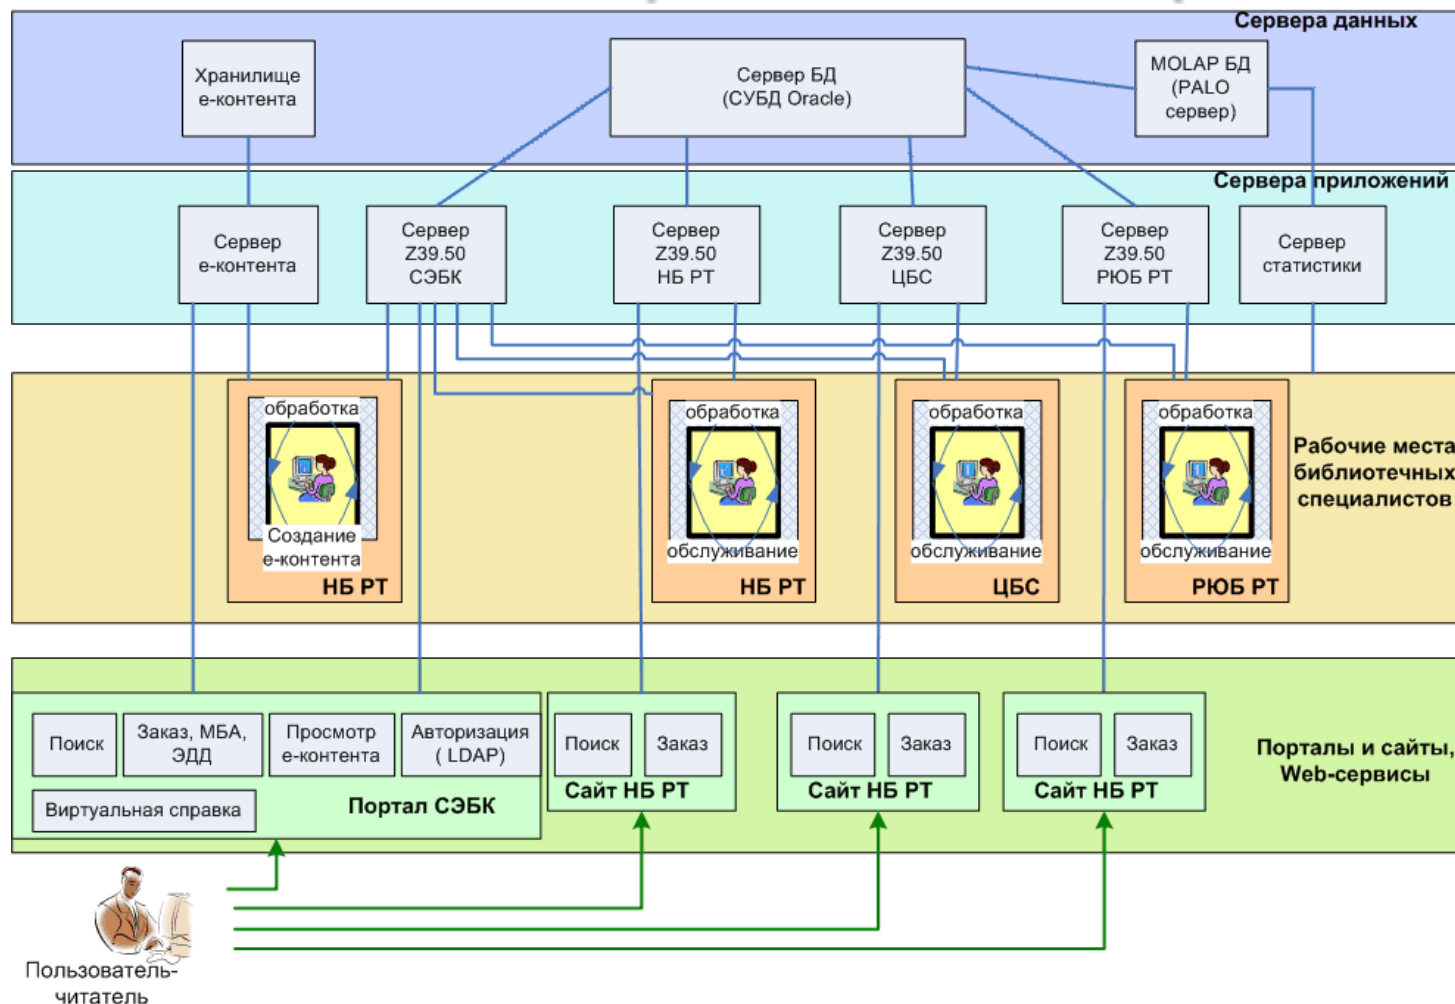 Сервера данных
Хранилище
е-контента
Сервер БД
(СУБД Oracle)
MOLAP БД
(PALO
сервер)
Сервера приложений
Сервер
е-контента
Сервер
Z39.50
СЭБК
Сервер
Z39.50
НБ РТ
Сервер
Z39.50
ЦБС
Сервер
Z39.50
РЮБ РТ
Сервер
статистики
обработка
Создание
е-контента
НБ РТ
обработка
обслуживание
НБ РТ
обработка
обслуживание
ЦБС
обработка
обслуживание
РЮБ РТ
Рабочие места
библиотечных
специалистов
Поиск
Заказ, МБА,
ЭДД
Просмотр
е-контента
Авторизация
( LDAP)
Виртуальная справка
Портал СЭБК
Поиск
Заказ
Сайт НБ РТ
Поиск
Заказ
Сайт НБ РТ
Поиск
Заказ
Сайт НБ РТ
Порталы и сайты,
Web-сервисы
Пользователь-
читатель